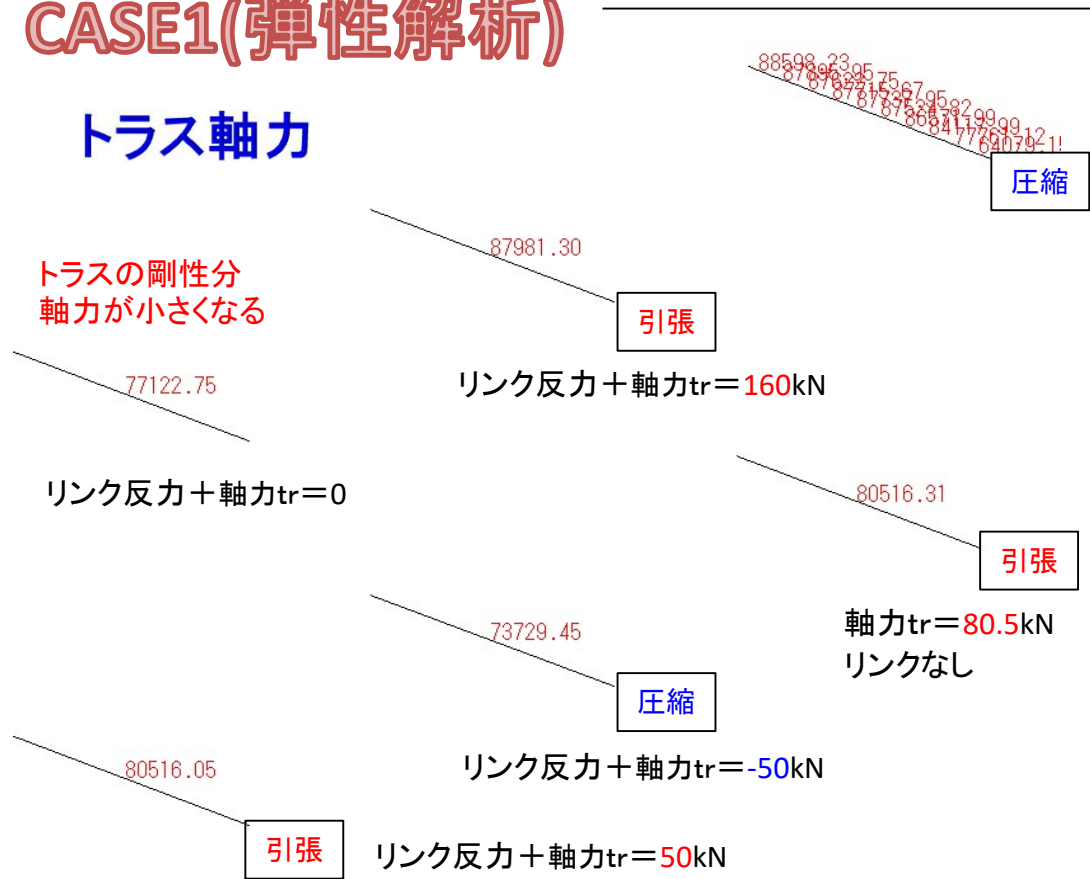 CASE1(弾性解析)
トラス軸力
88598.23
圧縮
87981.30
引張
トラスの剛性分
軸力が小さくなる
リンク反力＋軸力tr＝160kN
77122.75
リンク反力＋軸力tr＝0
80516.31
引張
軸力tr＝80.5kN
リンクなし
73729.45
圧縮
リンク反力＋軸力tr＝-50kN
80516.05
引張
リンク反力＋軸力tr＝50kN